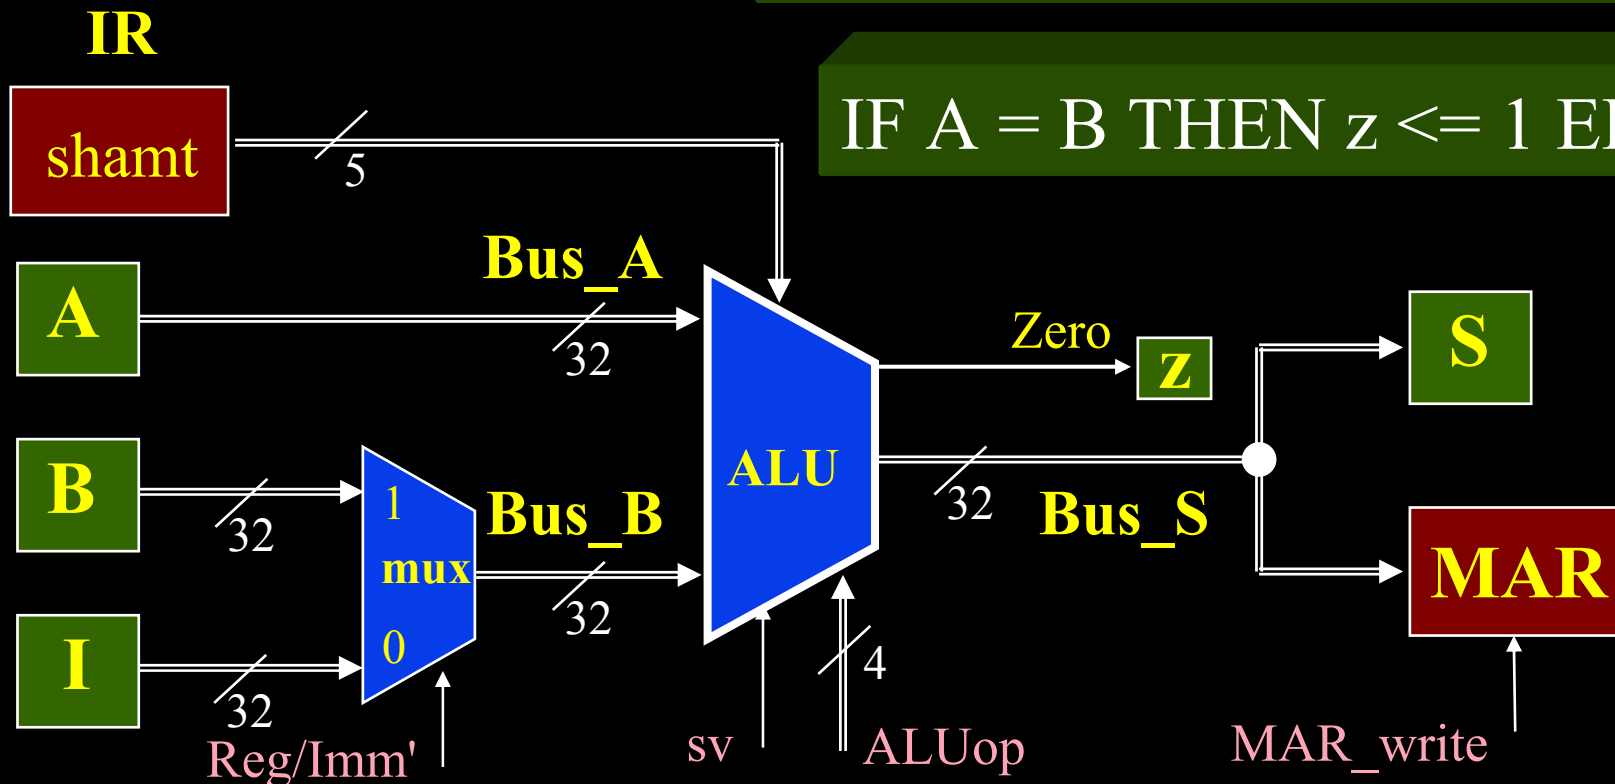 IR
IF A = B THEN z <= 1
shamt
5
Bus_A
A
32
Zero
z
S
B
32
1
mux
0
Bus_B
32
ALU
32
Bus_S
MAR
I
32
4
Reg/Imm'
sv
ALUop
MAR_write